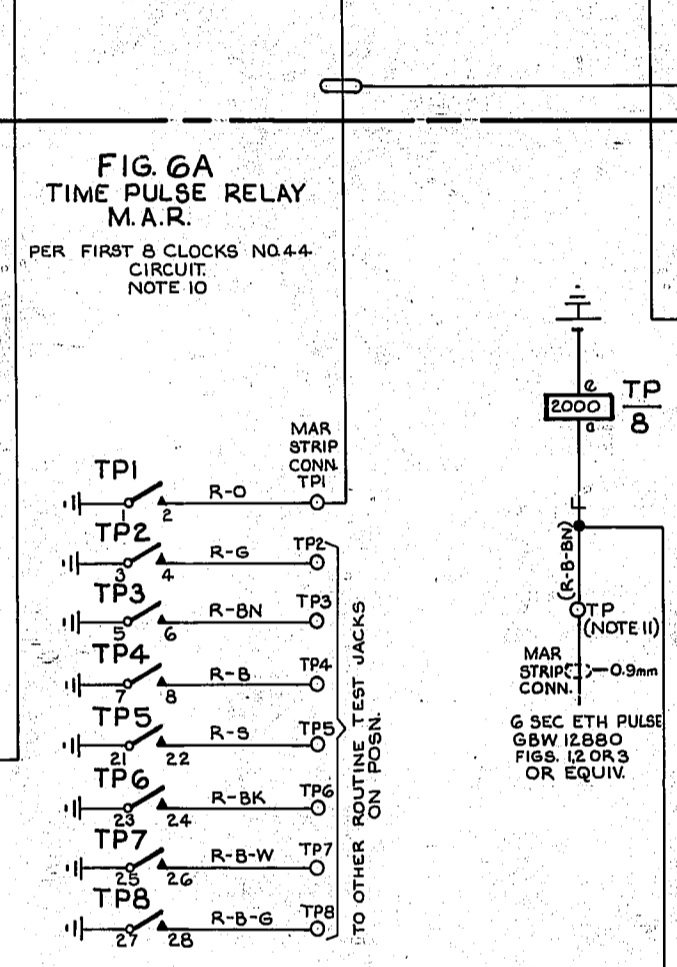 FIG. 6A
TIME PULSE RELAY
M.A.R.
PER FIRST 8 CLOCKS NO.44
CIRCUIT.
NOTE 10
MAR
STRIP
CONN.
TP1
TP1
R-O
1 2
TP2
R-G
TP2
3 4
TP3
R-BN
TP3
5 6
TP4
R-B
TP4
7 8
TP5
R-S
TP5
21 22
TP6
R-BK
TP6
23 24
TP7
R-B-W
TP7
25 26
TP8
R-B-G
TP8
27 28
TO OTHER ROUTINE TEST JACKS
ON POSN.
e
2000
a
TP
8
(R-B-BN)
TP
(NOTE 11)
MAR
STRIP
CONN.
0.9mm
6 SEC ETH PULSE
GBW 12880
FIGS. 1,2 OR 3
OR EQUIV.